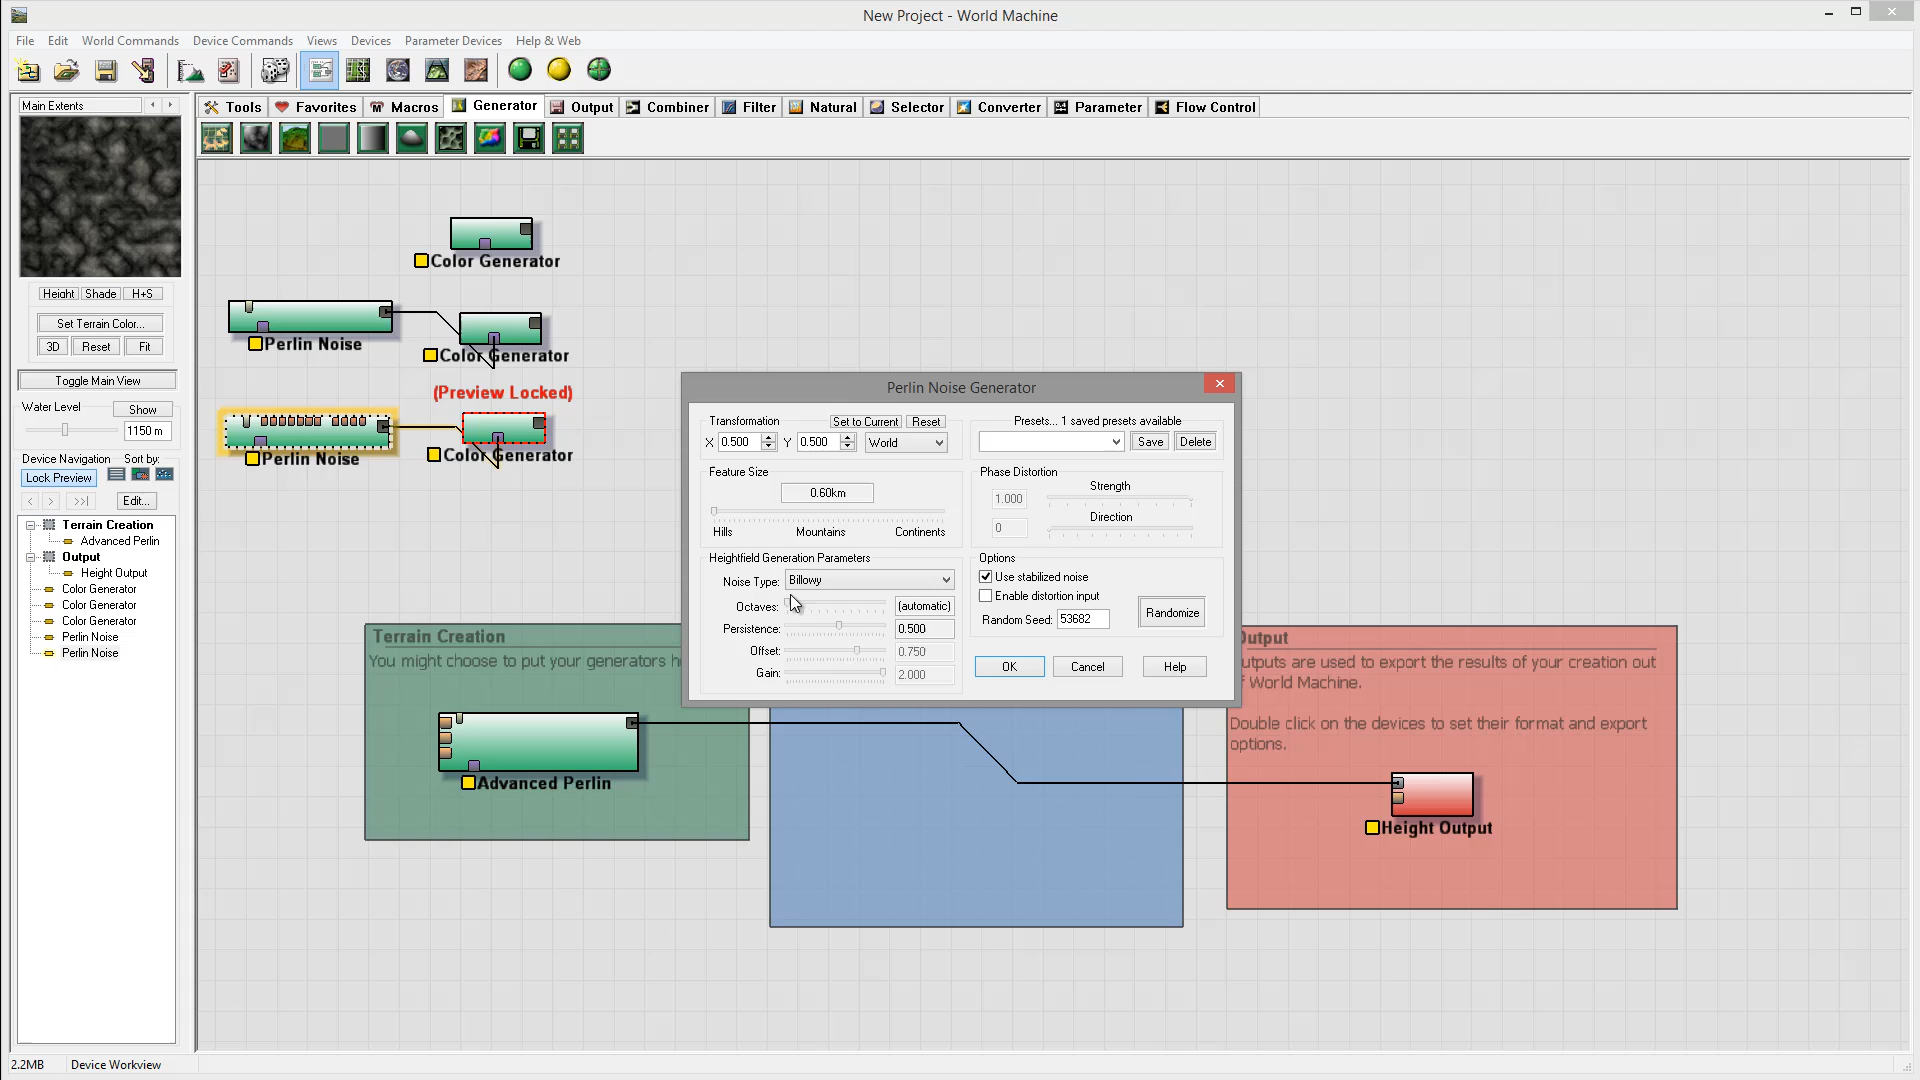 New Project - World Machine
File Edit World Commands Device Commands Views Devices Parameter Devices Help & Web
Main Extents
Tools Favorites Macros Generator Output Combiner Filter Natural Selector Converter Parameter Flow Control
Height Shade H+S
Set Terrain Color...
3D Reset Fit
Toggle Main View
Water Level Show
1150 m
Device Navigation Sort by:
Lock Preview
< > >>| Edit...
Terrain Creation
Advanced Perlin
Output
Height Output
Color Generator
Color Generator
Color Generator
Perlin Noise
Perlin Noise
Color Generator
Perlin Noise
Color Generator
(Preview Locked)
Perlin Noise
Color Generator
Terrain Creation
You might choose to put your generators h
Advanced Perlin
Perlin Noise Generator
Transformation Set to Current Reset
X 0.500 Y 0.500 World
Feature Size
0.60km
Hills Mountains Continents
Heightfield Generation Parameters
Noise Type: Billowy
Octaves: (automatic)
Persistence: 0.500
Offset: 0.750
Gain: 2.000
Presets... 1 saved presets available
Save Delete
Phase Distortion
Strength
1.000
Direction
0
Options
Use stabilized noise
Enable distortion input
Random Seed: 53682 Randomize
OK Cancel Help
Output
utputs are used to export the results of your creation out
f World Machine.
Double click on the devices to set their format and export
options.
Height Output
2.2MB Device Workview